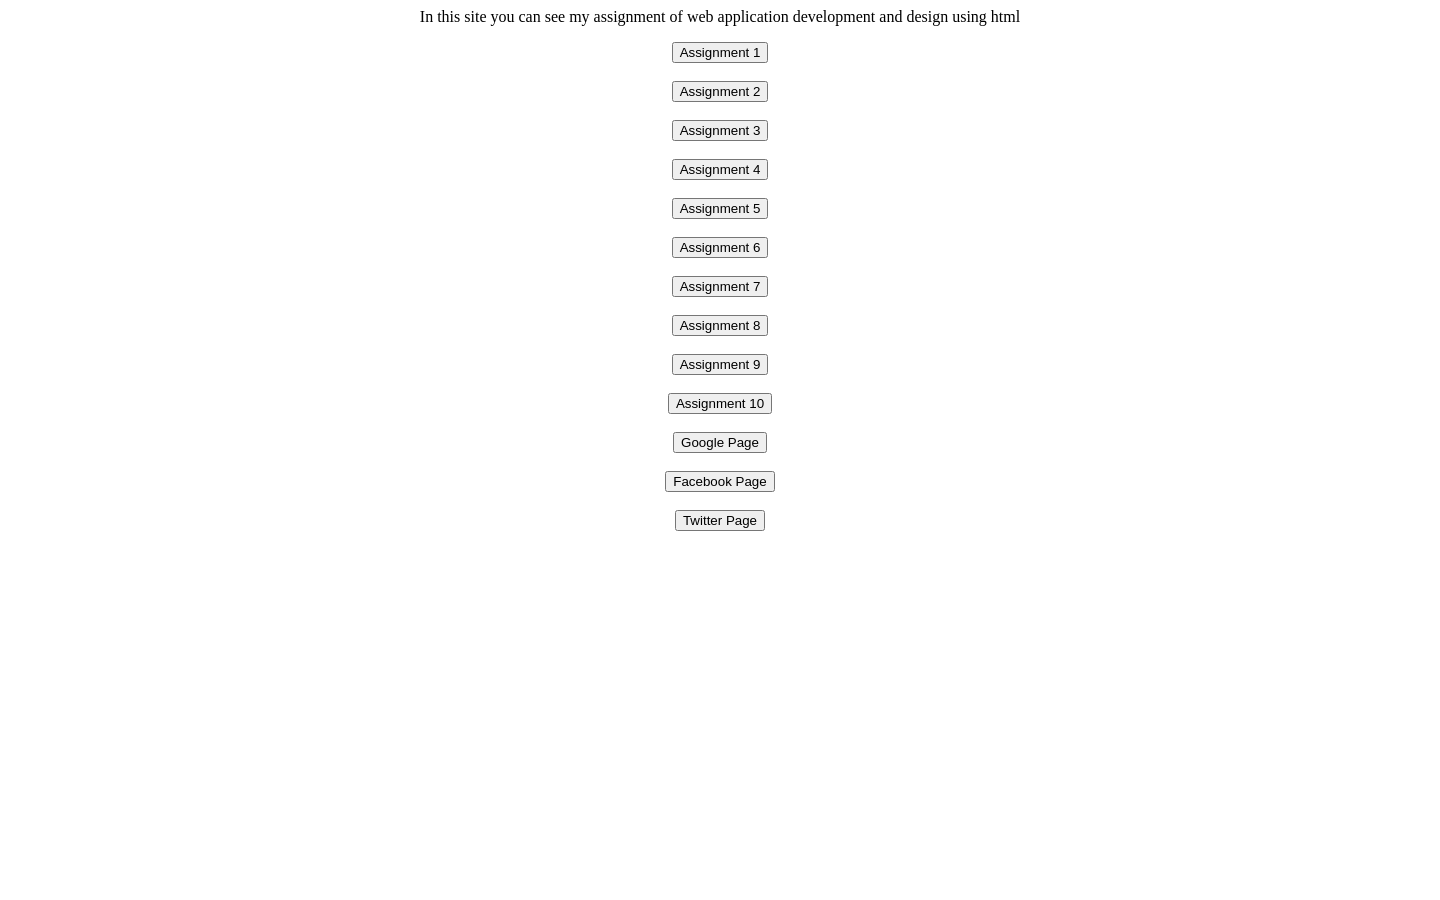 In this site you can see my assignment of web application development and design using html
Assignment 1
Assignment 2
Assignment 3
Assignment 4
Assignment 5
Assignment 6
Assignment 7
Assignment 8
Assignment 9
Assignment 10
Google Page
Facebook Page
Twitter Page